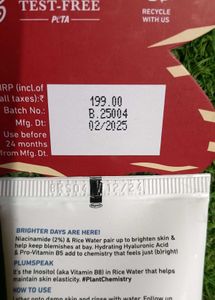 TEST-FREE
PeTA
RECYCLE
WITH US
MRP (incl.of
all taxes):₹
Batch No.:
Mfg. Dt:
Use before
24 months
from Mfg.Dt
199.00
B.25004
02/2025
BRIGHTER DAYS ARE HERE!
Niacinamide (2%) & Rice Water pair up to brighten skin &
help keep blemishes at bay. Hydrating Hyaluronic Acid
& Pro-Vitamin B5 add to chemistry that feels just (b)right!
PLUMSPEAK
It's the Inositol (aka Vitamin B8) in Rice Water that helps
maintain skin elasticity. #PlantChemistry
HOW TO USE